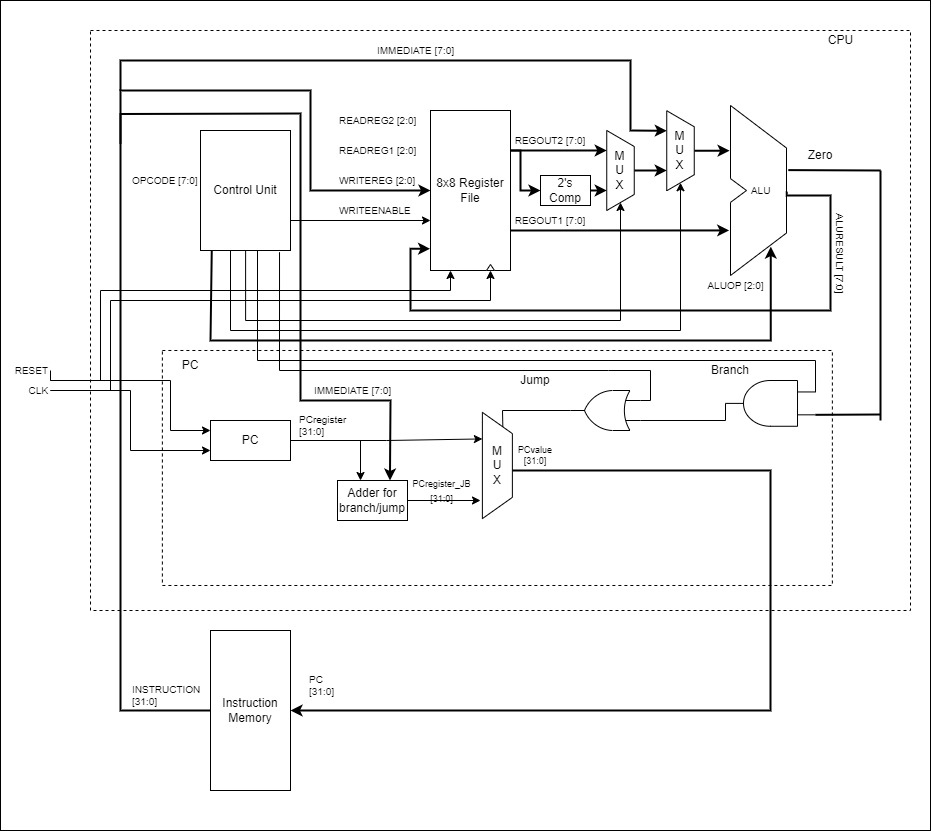 CPU
IMMEDIATE [7:0]
READREG2 [2:0]
READREG1 [2:0]
OPCODE [7:0]
Control Unit
WRITEREG [2:0]
WRITEENABLE
8x8 Register
File
REGOUT2 [7:0]
2's
Comp
REGOUT1 [7:0]
M
U
X
M
U
X
ALU
Zero
ALURESULT [7:0]
ALUOP [2:0]
RESET
CLK
PC
IMMEDIATE [7:0]
Jump
Branch
PC
PCregister
[31:0]
Adder for
branch/jump
PCregister_JB
[31:0]
M
U
X
PCvalue
[31:0]
INSTRUCTION
[31:0]
Instruction
Memory
PC
[31:0]